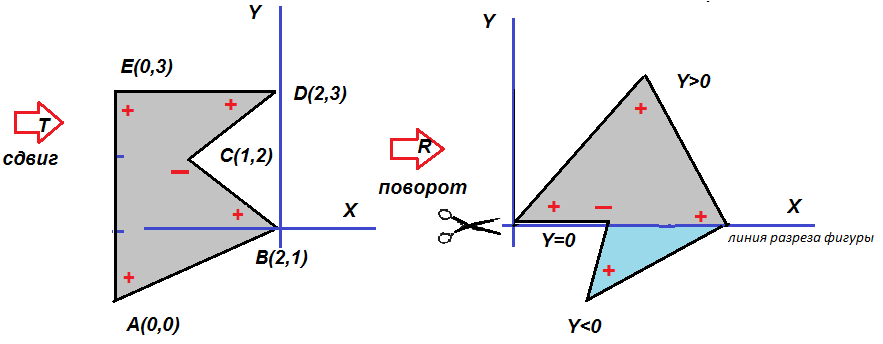 Y
E(0,3)
D(2,3)
T
сдвиг
C(1,2)
X
B(2,1)
A(0,0)
R
поворот
Y
Y>0
X
Y=0
линия разреза фигуры
Y<0